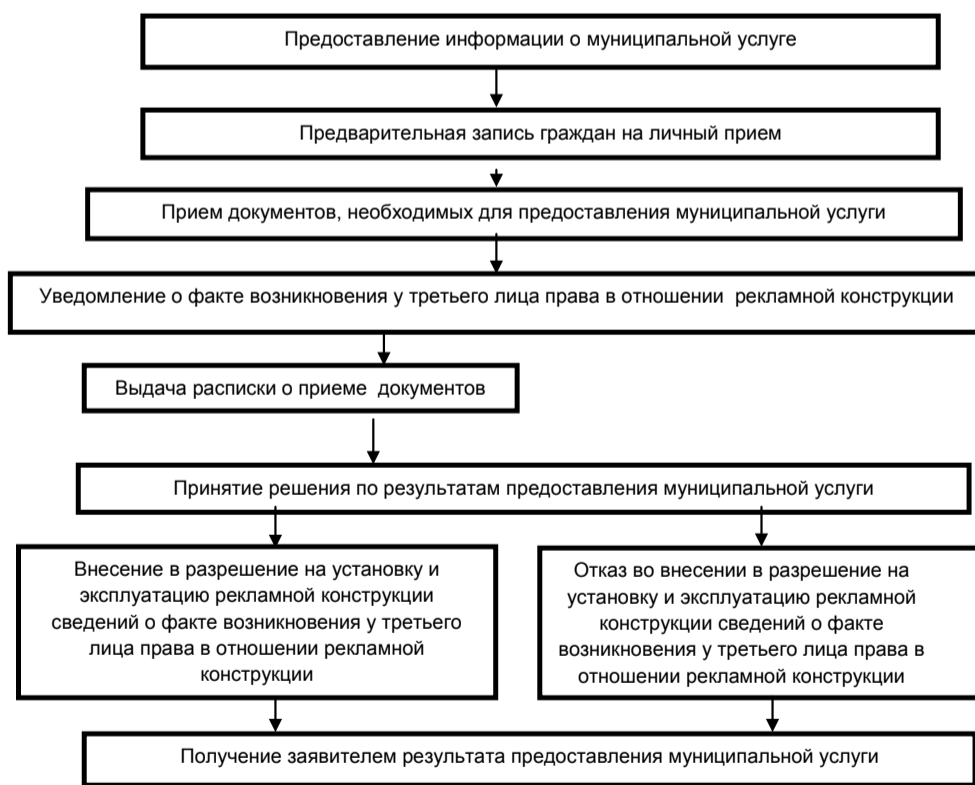 Предоставление информации о муниципальной услуге
Предварительная запись граждан на личный прием
Прием документов, необходимых для предоставления муниципальной услуги
Уведомление о факте возникновения у третьего лица права в отношении рекламной конструкции
Выдача расписки о приеме документов
Принятие решения по результатам предоставления муниципальной услуги
Внесение в разрешение на установку и
эксплуатацию рекламной конструкции
сведений о факте возникновения у третьего
лица права в отношении рекламной
конструкции
Отказ во внесении в разрешение на
установку и эксплуатацию рекламной
конструкции сведений о факте
возникновения у третьего лица права в
отношении рекламной конструкции
Получение заявителем результата предоставления муниципальной услуги